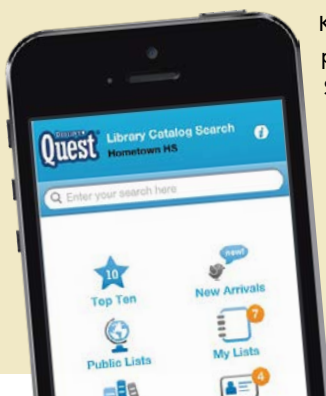 Quest
Library Catalog Search
Hometown HS
Enter your search here
10
new!
Top Ten
New Arrivals
7
Public Lists
My Lists
4